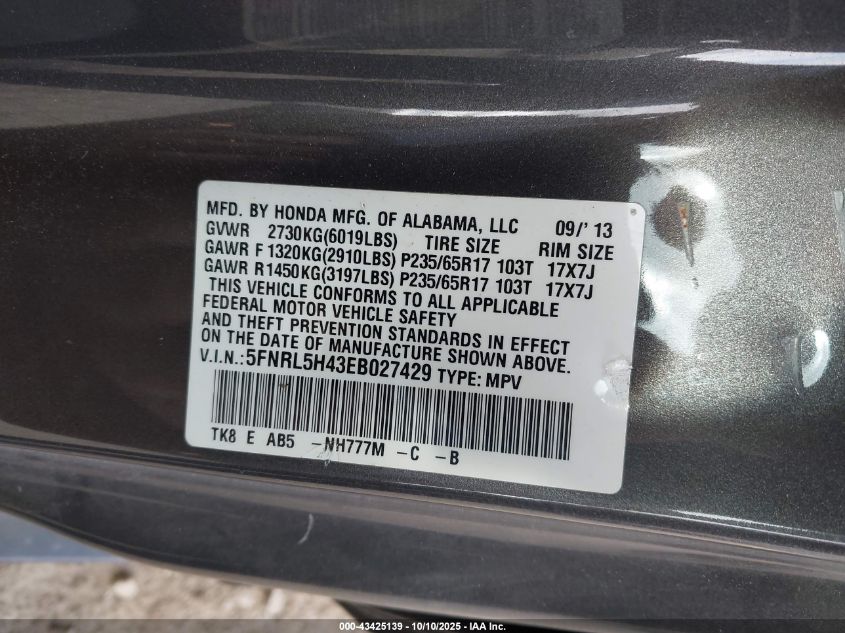 MFD. BY HONDA MFG. OF ALABAMA, LLC 09/' 13
GVWR 2730KG(6019LBS) TIRE SIZE RIM SIZE
GAWR F 1320KG(2910LBS) P235/65R17 103T 17X7J
GAWR R1450KG(3197LBS) P235/65R17 103T 17X7J
THIS VEHICLE CONFORMS TO ALL APPLICABLE
FEDERAL MOTOR VEHICLE SAFETY
AND THEFT PREVENTION STANDARDS IN EFFECT
ON THE DATE OF MANUFACTURE SHOWN ABOVE.
V.I.N.:5FNRL5H43EB027429 TYPE: MPV
TK8 E AB5 -NH777M -C -B
000-43425139 - 10/10/2025 - IAA Inc.